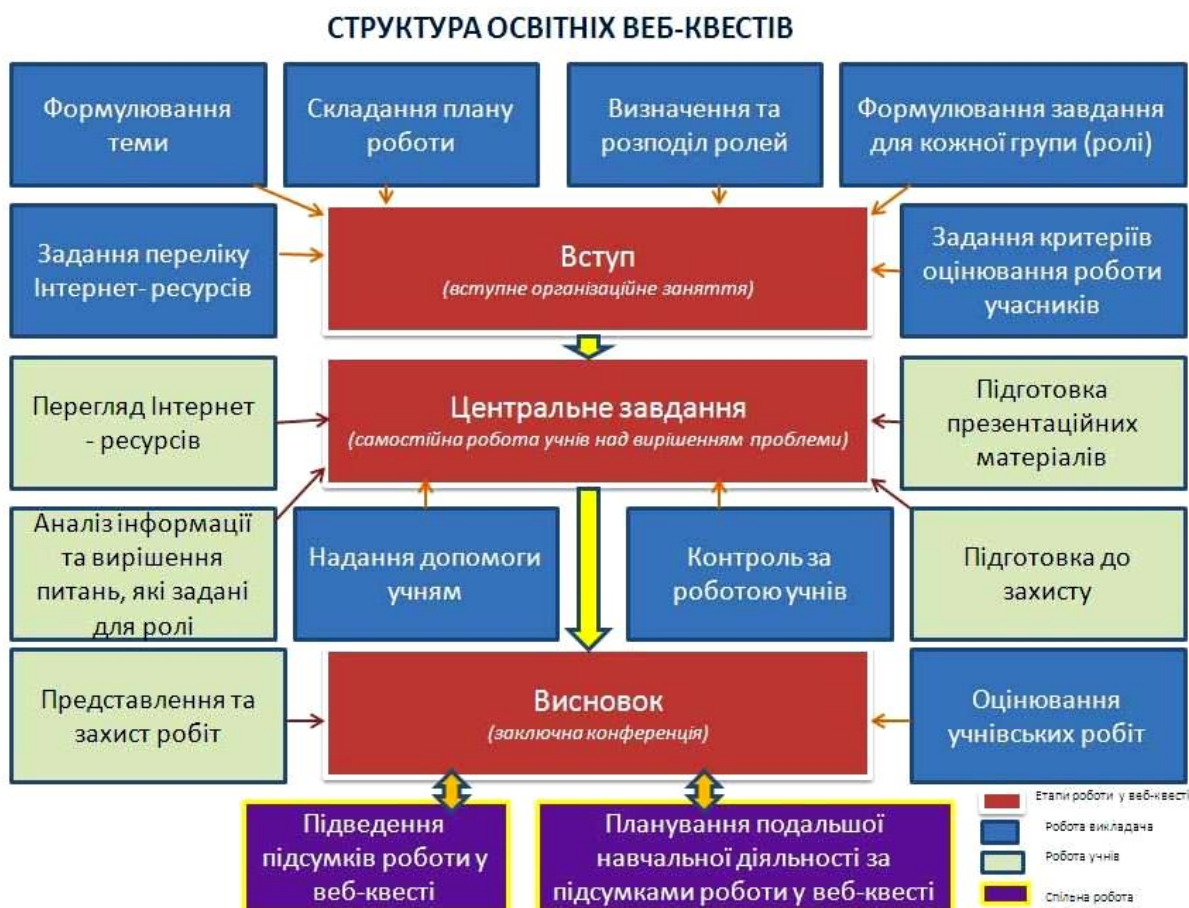 СТРУКТУРА ОСВІТНІХ ВЕБ-КВЕСТІВ
Формулювання
теми
Складання плану
роботи
Визначення та
розподіл ролей
Формулювання завдання
для кожної групи (ролі)
Задання переліку
Інтернет- ресурсів
Вступ
(вступне організаційне заняття)
Задання критеріїв
оцінювання роботи
учасників
Перегляд Інтернет
- ресурсів
Центральне завдання
(самостійна робота учнів над вирішенням проблеми)
Підготовка
презентаційних
матеріалів
Аналіз інформації
та вирішення
питань, які задані
для ролі
Надання допомоги
учням
Контроль за
роботою учнів
Підготовка до
захисту
Представлення та
захист робіт
Висновок
(заключна конференція)
Оцінювання
учнівських робіт
Підведення
підсумків роботи у
веб-квесті
Планування подальшої
навчальної діяльності за
підсумками роботи у веб-квесті
Етапи роботи у веб-квесті
Робота викладача
Робота учнів
Спільна робота